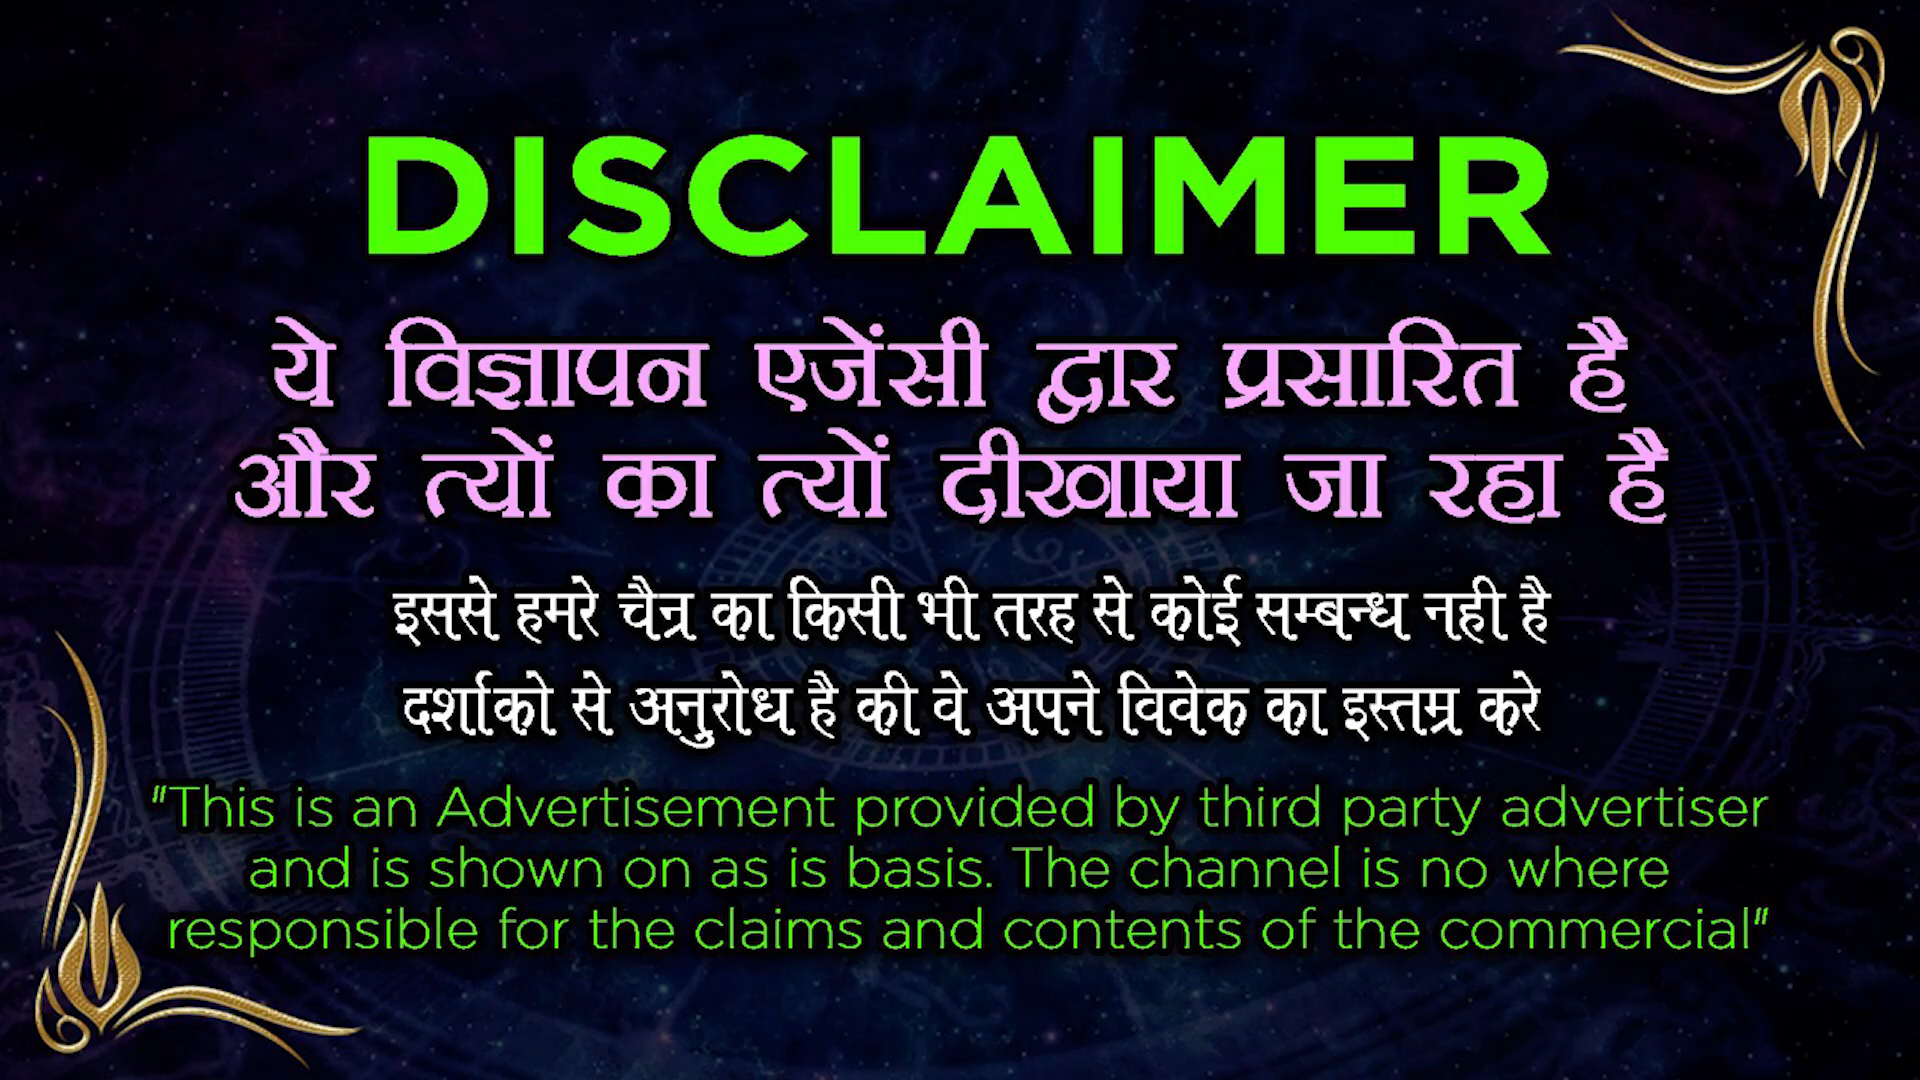 DISCLAIMER
ये विज्ञापन एजेंसी द्वार प्रसारित है
और त्यों का त्यों दीखाया जा रहा है
इससे हमरे चैन्र का किसी भी तरह से कोई सम्बन्ध नही है
दर्शाको से अनुरोध है की वे अपने विवेक का इस्तम्र करे
"This is an Advertisement provided by third party advertiser
and is shown on as is basis. The channel is no where
responsible for the claims and contents of the commercial"